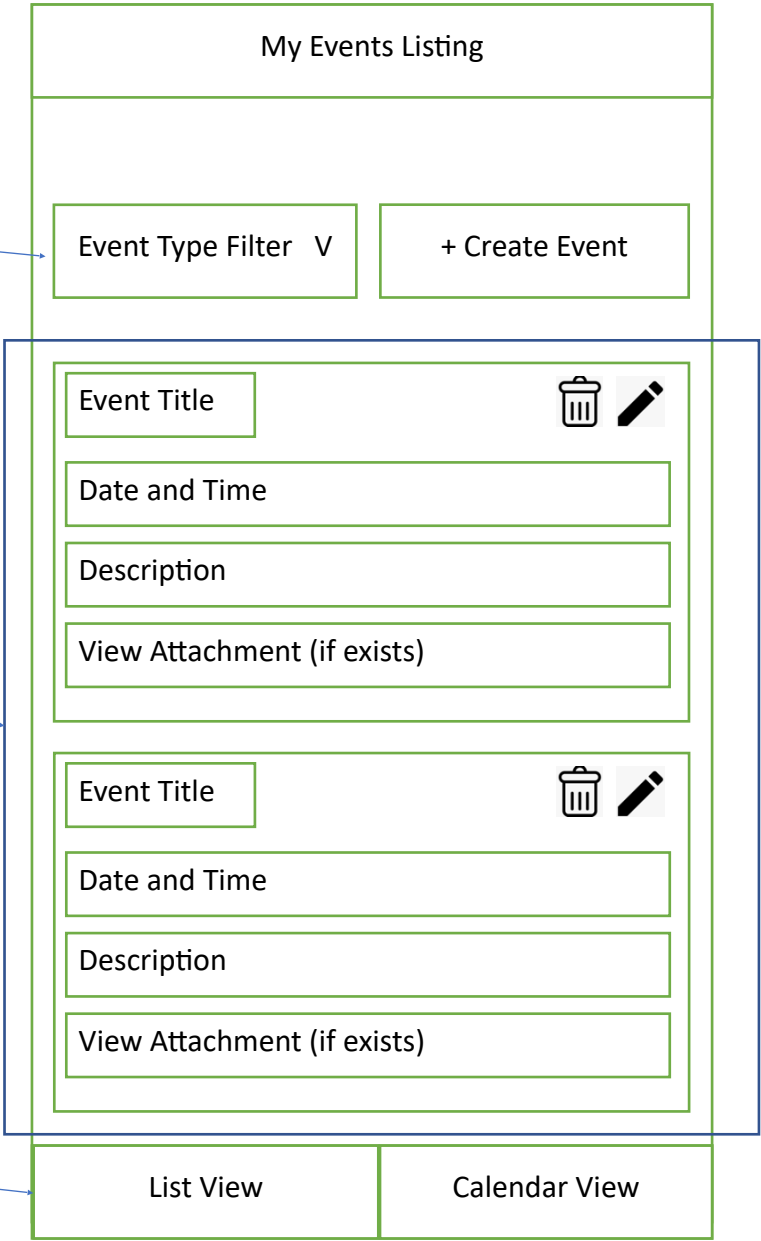 My Events Listing
Event Type Filter V
+ Create Event
Event Title
Date and Time
Description
View Attachment (if exists)
Event Title
Date and Time
Description
View Attachment (if exists)
List View
Calendar View